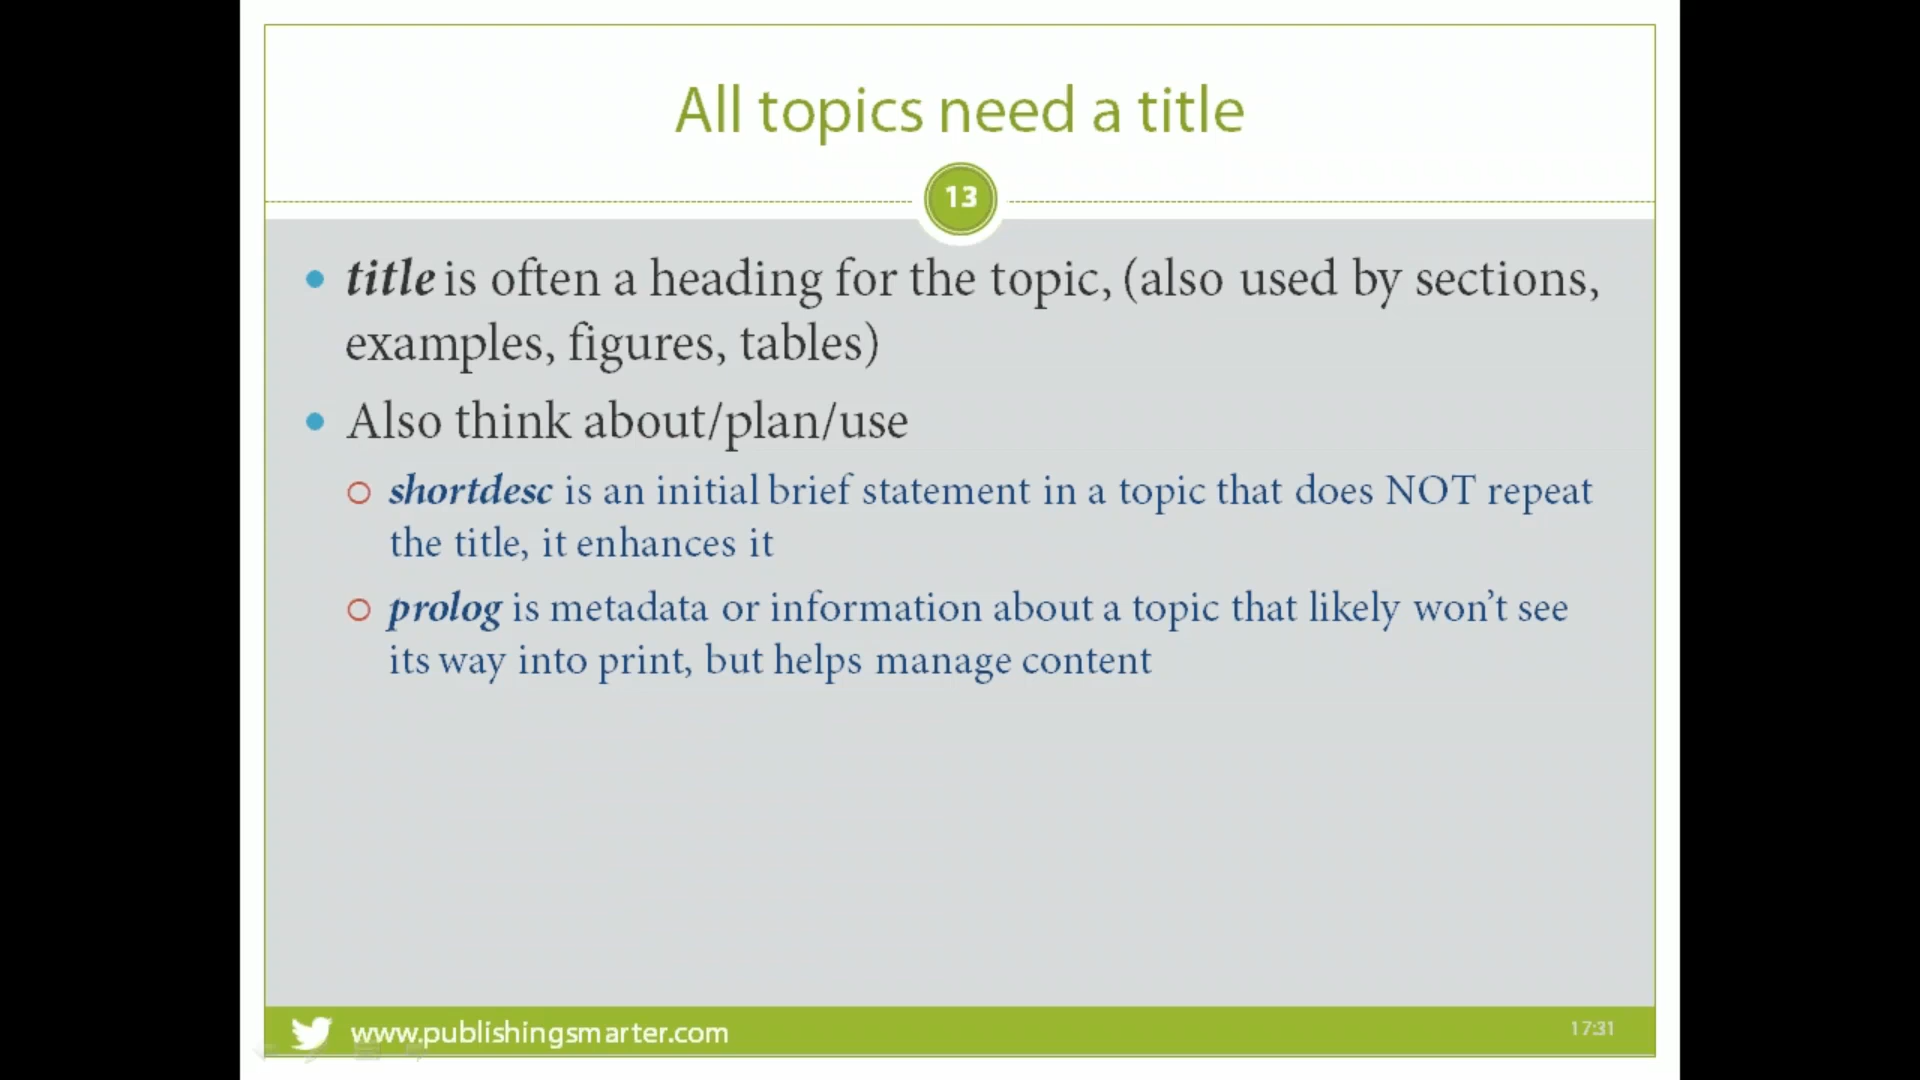 All topics need a title
13
title is often a heading for the topic, (also used by sections,
examples, figures, tables)
Also think about/plan/use
shortdesc is an initial brief statement in a topic that does NOT repeat
the title, it enhances it
prolog is metadata or information about a topic that likely won't see
its way into print, but helps manage content
www.publishingsmarter.com
17:31